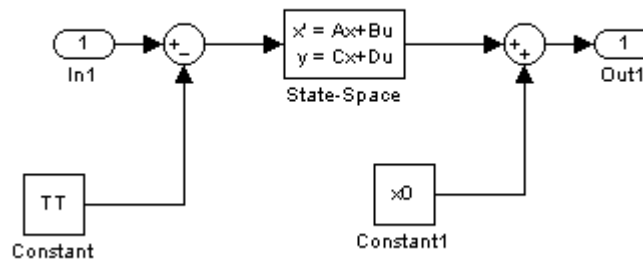 1
In1
+
−
x' = Ax+Bu
y = Cx+Du
State-Space
+
+
1
Out1
TT
Constant
x0
Constant1